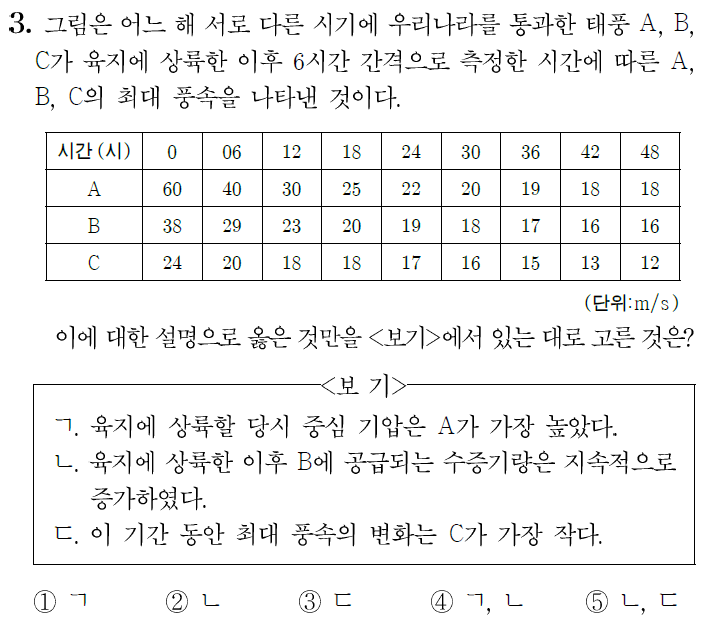 3. 그림은 어느 해 서로 다른 시기에 우리나라를 통과한 태풍 A, B,
C가 육지에 상륙한 이후 6시간 간격으로 측정한 시간에 따른 A,
B, C의 최대 풍속을 나타낸 것이다.
시간(시) 0 06 12 18 24 30 36 42 48
A 60 40 30 25 22 20 19 18 18
B 38 29 23 20 19 18 17 16 16
C 24 20 18 18 17 16 15 13 12
(단위:m/s)
이에 대한 설명으로 옳은 것만을 <보기>에서 있는 대로 고른 것은?
<보 기>
ㄱ. 육지에 상륙할 당시 중심 기압은 A가 가장 높았다.
ㄴ. 육지에 상륙한 이후 B에 공급되는 수증기량은 지속적으로
증가하였다.
ㄷ. 이 기간 동안 최대 풍속의 변화는 C가 가장 작다.
① ㄱ ② ㄴ ③ ㄷ ④ ㄱ, ㄴ ⑤ ㄴ, ㄷ